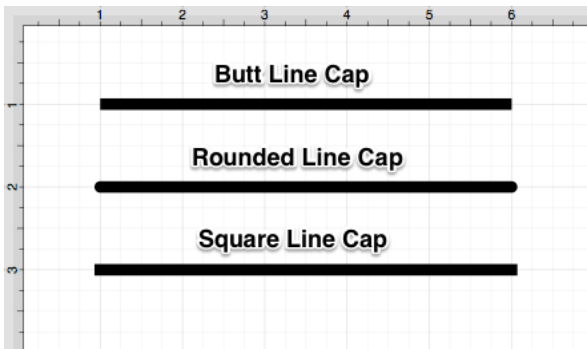 1 2 3 4 5 6
Butt Line Cap
1
Rounded Line Cap
2
Square Line Cap
3